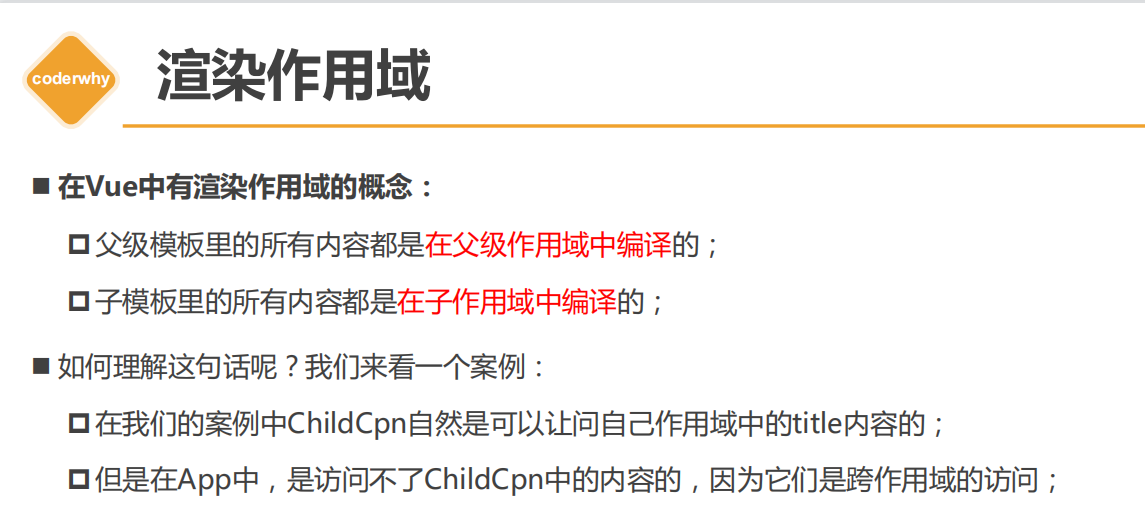 coderwhy
渲染作用域
在Vue中有渲染作用域的概念：
父级模板里的所有内容都是在父级作用域中编译的；
子模板里的所有内容都是在子作用域中编译的；
如何理解这句话呢？我们来看一个案例：
在我们的案例中ChildCpn自然是可以让问自己作用域中的title内容的；
但是在App中，是访问不了ChildCpn中的内容的，因为它们是跨作用域的访问；